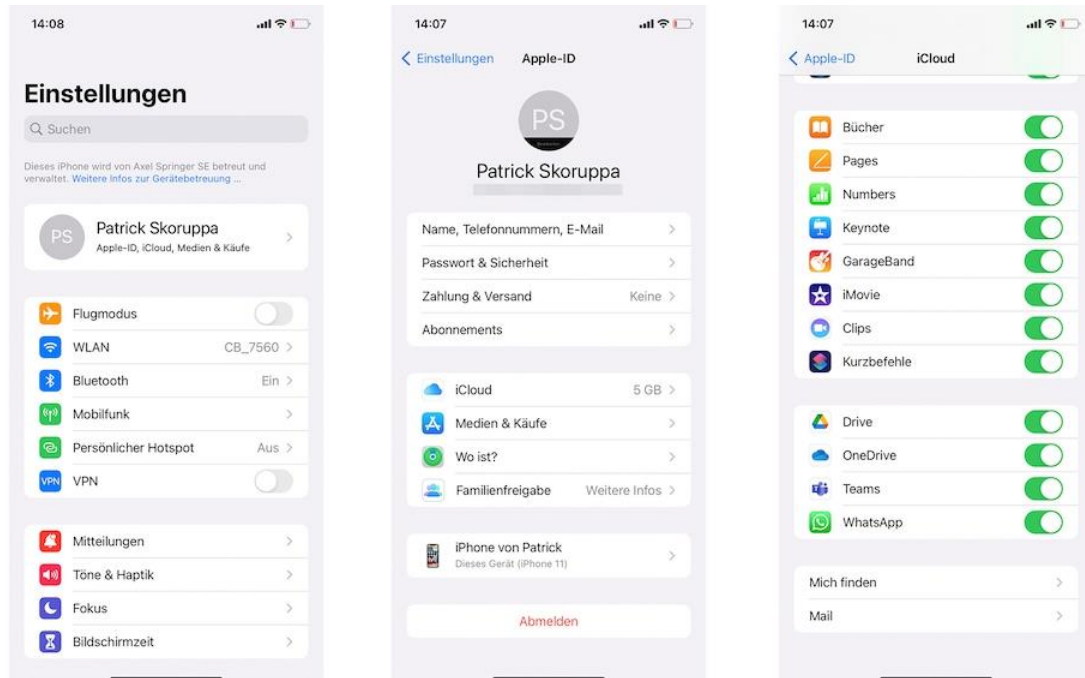 14:08
Einstellungen
Suchen
Dieses iPhone wird von Axel Springer SE betreut und
verwaltet. Weitere Infos zur Gerätebetreuung ...
PS
Patrick Skoruppa
Apple-ID, iCloud, Medien & Käufe
Flugmodus
WLAN CB_7560
Bluetooth Ein
Mobilfunk
Persönlicher Hotspot Aus
VPN VPN
Mitteilungen
Töne & Haptik
Fokus
Bildschirmzeit
14:07
Einstellungen Apple-ID
PS
Patrick Skoruppa
Name, Telefonnummern, E-Mail
Passwort & Sicherheit
Zahlung & Versand Keine
Abonnements
iCloud 5 GB
Medien & Käufe
Wo ist?
Familienfreigabe Weitere Infos
iPhone von Patrick
Dieses Gerät (iPhone 11)
Abmelden
14:07
Apple-ID iCloud
Bücher
Pages
Numbers
Keynote
GarageBand
iMovie
Clips
Kurzbefehle
Drive
OneDrive
Teams
WhatsApp
Mich finden
Mail